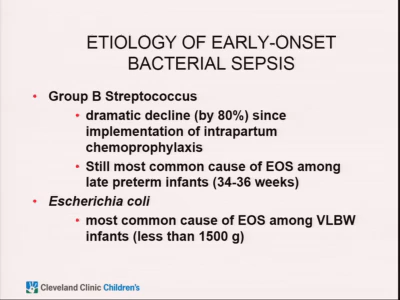 ETIOLOGY OF EARLY-ONSET
BACTERIAL SEPSIS
• Group B Streptococcus
• dramatic decline (by 80%) since
implementation of intrapartum
chemoprophylaxis
• Still most common cause of EOS among
late preterm infants (34-36 weeks)
• Escherichia coli
• most common cause of EOS among VLBW
infants (less than 1500 g)
Cleveland Clinic Children's